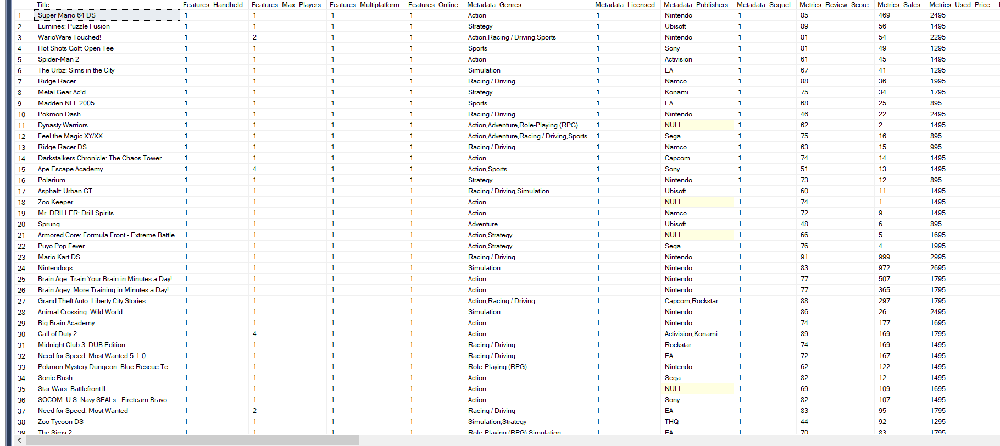 Title Features_Handheld Features_Max_Players Features_Multiplatform Features_Online Metadata_Genres Metadata_Licensed Metadata_Publishers Metadata_Sequel Metrics_Review_Score Metrics_Sales Metrics_Used_Price
1 Super Mario 64 DS 1 1 1 1 Action 1 Nintendo 1 85 469 2495
2 Lumines: Puzzle Fusion 1 1 1 1 Strategy 1 Ubisoft 1 89 56 1495
3 WarioWare Touched! 1 2 1 1 Action,Racing / Driving,Sports 1 Nintendo 1 81 54 2295
4 Hot Shots Golf: Open Tee 1 1 1 1 Sports 1 Sony 1 81 49 1295
5 Spider-Man 2 1 1 1 1 Action 1 Activision 1 61 45 1495
6 The Urbz: Sims in the City 1 1 1 1 Simulation 1 EA 1 67 41 1295
7 Ridge Racer 1 1 1 1 Racing / Driving 1 Namco 1 88 36 1995
8 Metal Gear Ac!d 1 1 1 1 Strategy 1 Konami 1 75 34 1795
9 Madden NFL 2005 1 1 1 1 Sports 1 EA 1 68 25 895
10 Pokmon Dash 1 1 1 1 Racing / Driving 1 Nintendo 1 46 22 2495
11 Dynasty Warriors 1 1 1 1 Action,Adventure,Role-Playing (RPG) 1 NULL 1 62 2 1495
12 Feel the Magic XY/XX 1 1 1 1 Action,Adventure,Racing / Driving,Sports 1 Sega 1 75 16 895
13 Ridge Racer DS 1 1 1 1 Racing / Driving 1 Namco 1 63 15 995
14 Darkstalkers Chronicle: The Chaos Tower 1 1 1 1 Action 1 Capcom 1 74 14 1495
15 Ape Escape Academy 1 4 1 1 Action,Sports 1 Sony 1 51 13 1495
16 Polarium 1 1 1 1 Strategy 1 Nintendo 1 73 12 895
17 Asphalt: Urban GT 1 1 1 1 Racing / Driving,Simulation 1 Ubisoft 1 60 11 1495
18 Zoo Keeper 1 1 1 1 Action 1 NULL 1 74 1 1495
19 Mr. DRILLER: Drill Spirits 1 1 1 1 Action 1 Namco 1 72 9 1495
20 Sprung 1 1 1 1 Adventure 1 Ubisoft 1 48 6 895
21 Armored Core: Formula Front - Extreme Battle 1 1 1 1 Action,Strategy 1 NULL 1 66 5 1695
22 Puyo Pop Fever 1 1 1 1 Action,Strategy 1 Sega 1 76 4 1995
23 Mario Kart DS 1 1 1 1 Racing / Driving 1 Nintendo 1 91 999 2995
24 Nintendogs 1 1 1 1 Simulation 1 Nintendo 1 83 972 2695
25 Brain Age: Train Your Brain in Minutes a Day! 1 1 1 1 Action 1 Nintendo 1 77 507 1795
26 Brain Agey: More Training in Minutes a Day! 1 1 1 1 Action 1 Nintendo 1 77 365 1795
27 Grand Theft Auto: Liberty City Stories 1 1 1 1 Action,Racing / Driving 1 Capcom,Rockstar 1 88 297 1795
28 Animal Crossing: Wild World 1 1 1 1 Simulation 1 Nintendo 1 86 26 2495
29 Big Brain Academy 1 1 1 1 Action 1 Nintendo 1 74 177 1695
30 Call of Duty 2 1 4 1 1 Action 1 Activision,Konami 1 89 169 1795
31 Midnight Club 3: DUB Edition 1 1 1 1 Racing / Driving 1 Rockstar 1 74 169 1495
32 Need for Speed: Most Wanted 5-1-0 1 1 1 1 Racing / Driving 1 EA 1 72 167 1495
33 Pokmon Mystery Dungeon: Blue Rescue Te... 1 1 1 1 Role-Playing (RPG) 1 Nintendo 1 62 122 1495
34 Sonic Rush 1 1 1 1 Action 1 Sega 1 82 12 1495
35 Star Wars: Battlefront II 1 1 1 1 Action 1 NULL 1 69 109 1695
36 SOCOM: U.S. Navy SEALs - Fireteam Bravo 1 1 1 1 Action 1 Sony 1 82 107 1495
37 Need for Speed: Most Wanted 1 2 1 1 Racing / Driving 1 EA 1 83 95 1795
38 Zoo Tycoon DS 1 1 1 1 Simulation,Strategy 1 THQ 1 44 92 1295
39 The Sims 2 1 1 1 1 Role-Playing (RPG),Simulation 1 EA 1 70 83 1795